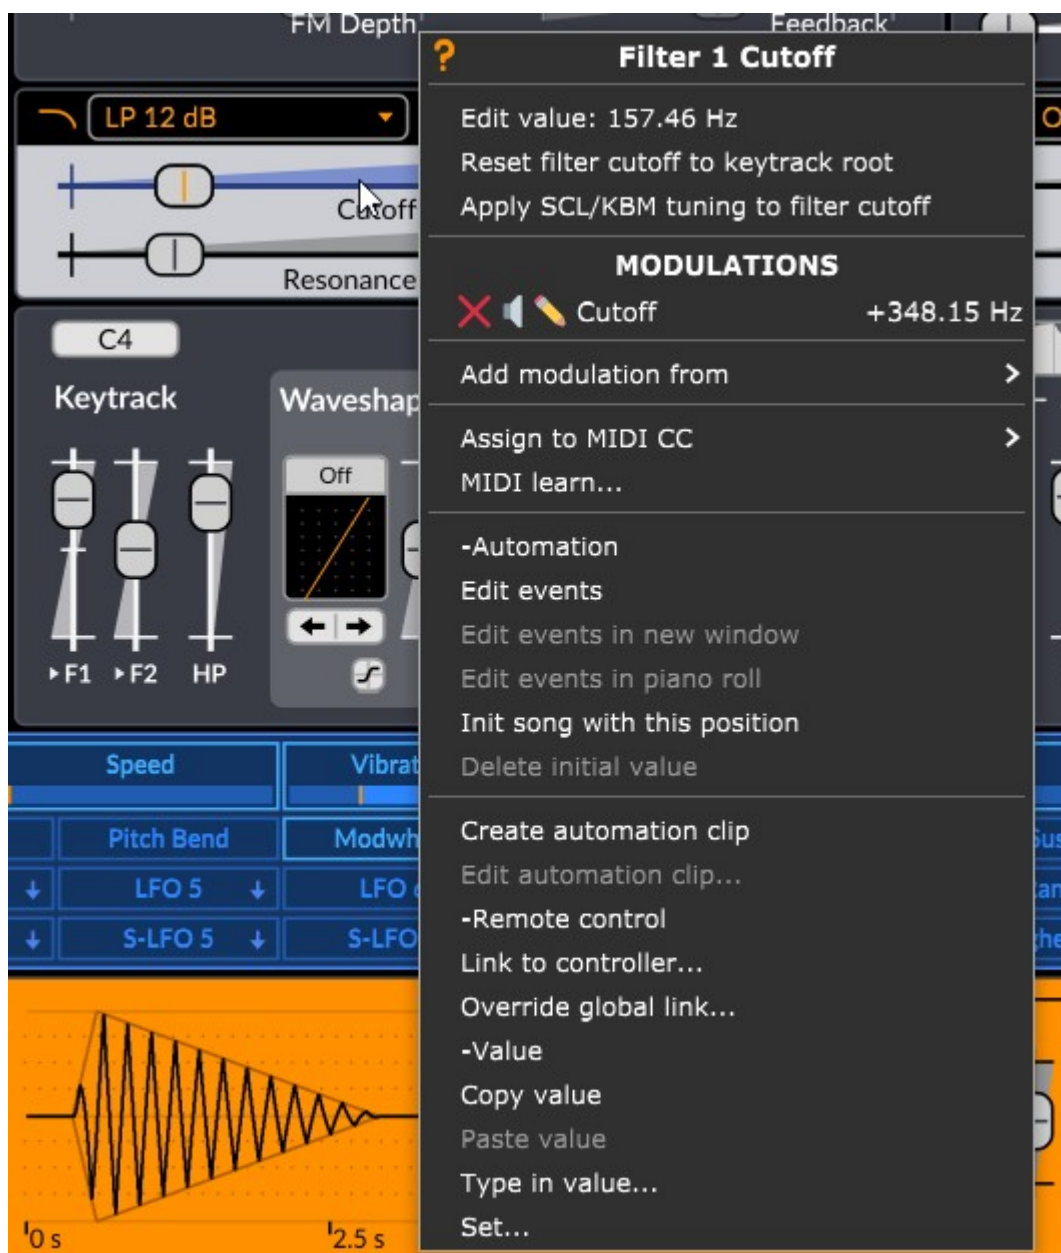 FM Depth
Feedback
LP 12 dB
Cutoff
Resonance
C4
Keytrack
Waveshap
Off
F1
F2
HP
Speed
Vibrat
Pitch Bend
Modwh
LFO 5
LFO
S-LFO 5
S-LFO
0 s
2.5 s
? Filter 1 Cutoff
Edit value: 157.46 Hz
Reset filter cutoff to keytrack root
Apply SCL/KBM tuning to filter cutoff
MODULATIONS
Cutoff +348.15 Hz
Add modulation from >
Assign to MIDI CC >
MIDI learn...
-Automation
Edit events
Edit events in new window
Edit events in piano roll
Init song with this position
Delete initial value
Create automation clip
Edit automation clip...
-Remote control
Link to controller...
Override global link...
-Value
Copy value
Paste value
Type in value...
Set...